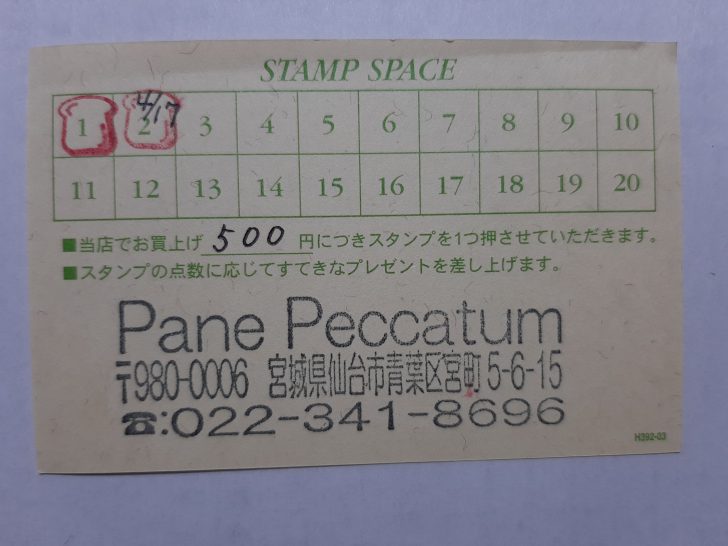 STAMP SPACE
1 2 3 4 5 6 7 8 9 10
4/17
11 12 13 14 15 16 17 18 19 20
■当店でお買上げ 500 円につきスタンプを1つ押させていただきます。
■スタンプの点数に応じてすてきなプレゼントを差し上げます。
Pane Peccatum
〒980-0006 宮城県仙台市青葉区宮町5-6-15
☎:022-341-8696
H392-03